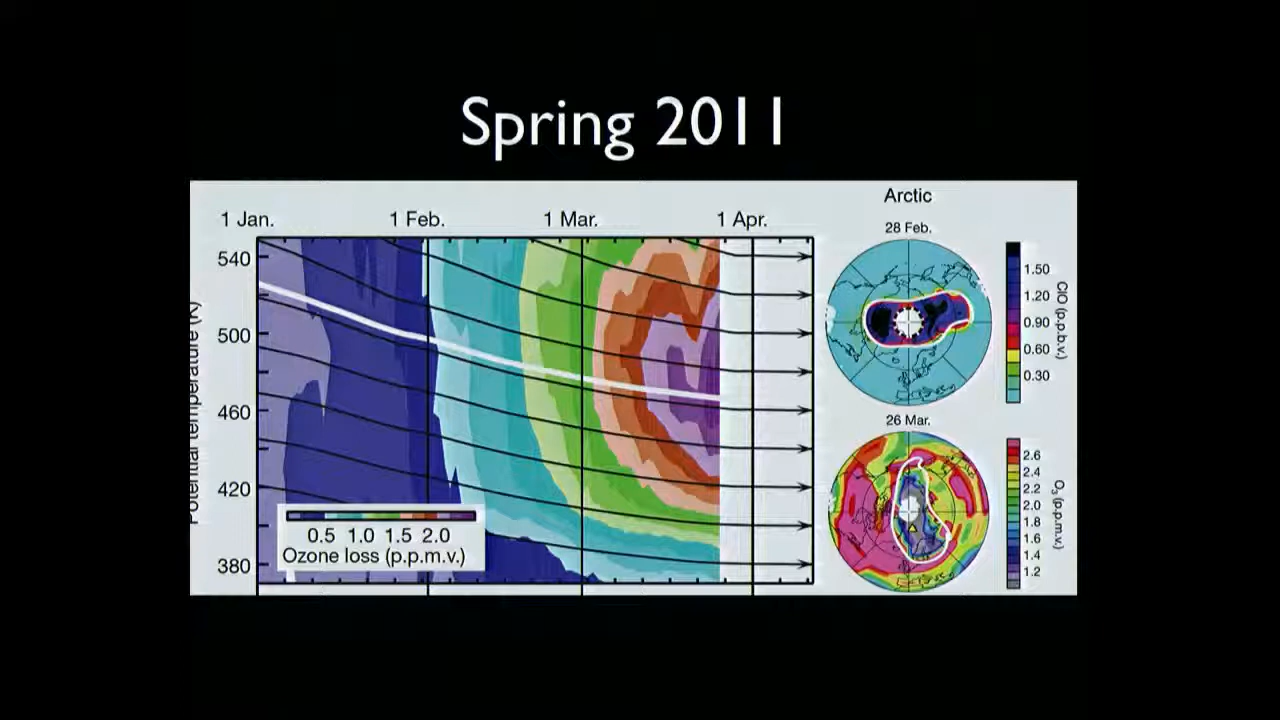 Spring 2011
1 Jan. 1 Feb. 1 Mar. 1 Apr.
540
500
460
420
380
Potential temperature (K)
0.5 1.0 1.5 2.0
Ozone loss (p.p.m.v.)
Arctic
28 Feb.
1.50
1.20
0.90
0.60
0.30
ClO (p.p.b.v.)
26 Mar.
2.6
2.4
2.2
2.0
1.8
1.6
1.4
1.2
O₃ (p.p.m.v.)